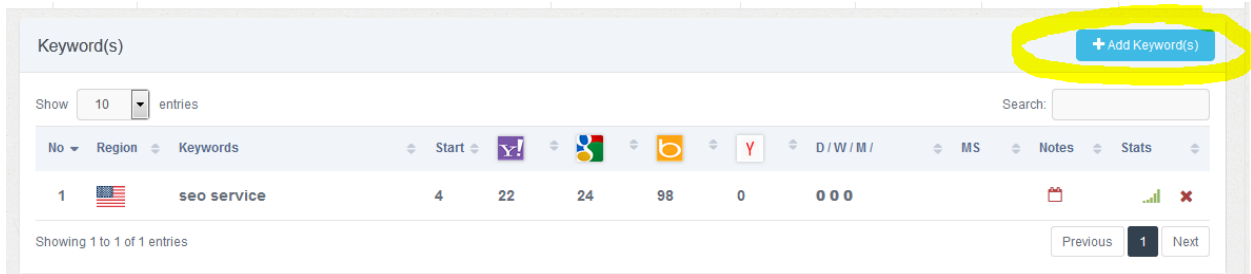 Keyword(s)
+ Add Keyword(s)
Show 10 entries
Search:
No Region Keywords Start Y! 8 b Y D / W / M / MS Notes Stats
1 seo service 4 22 24 98 0 0 0 0
Showing 1 to 1 of 1 entries
Previous 1 Next